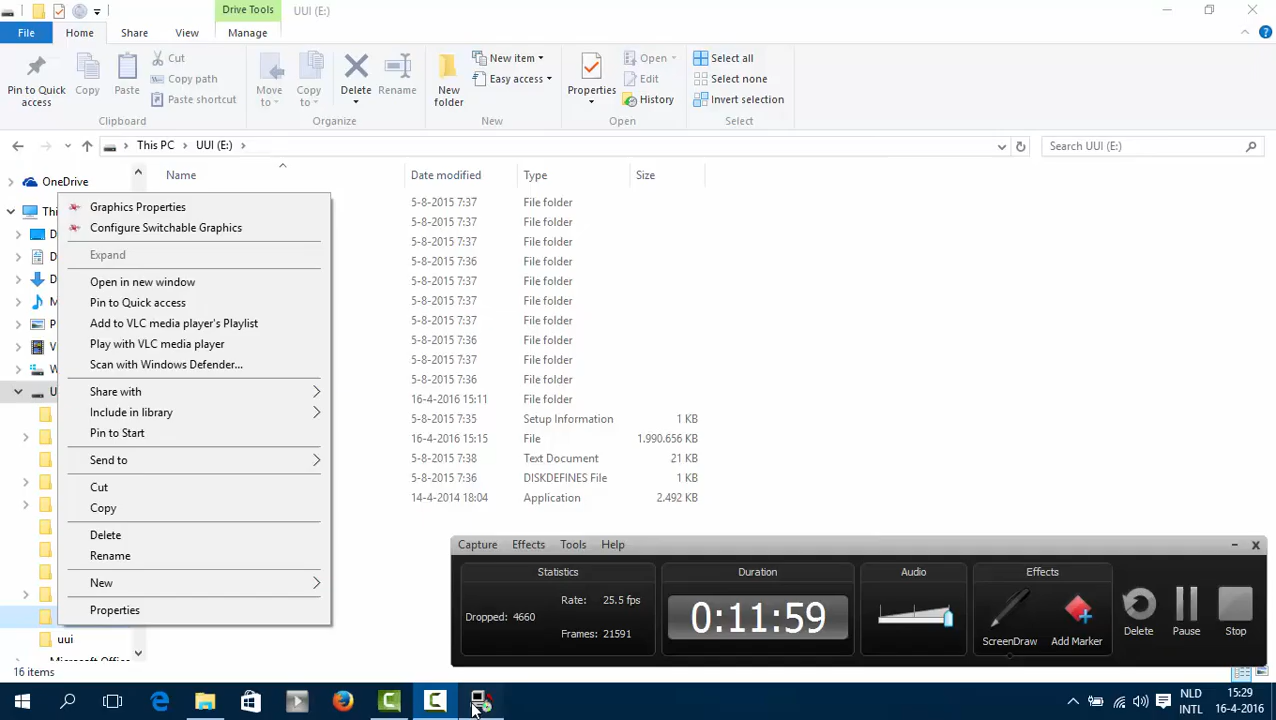 Drive Tools UUI (E:)
File Home Share View Manage
Pin to Quick access
Copy
Paste
Cut
Copy path
Paste shortcut
Clipboard
Move to
Copy to
Delete
Rename
Organize
New folder
New item
Easy access
New
Properties
Open
Edit
History
Open
Select all
Select none
Invert selection
Select
This PC UUI (E:)
Search UUI (E:)
OneDrive
Thi
D
D
D
M
P
V
W
U
uui
Name Date modified Type Size
5-8-2015 7:37 File folder
5-8-2015 7:37 File folder
5-8-2015 7:37 File folder
5-8-2015 7:36 File folder
5-8-2015 7:37 File folder
5-8-2015 7:37 File folder
5-8-2015 7:37 File folder
5-8-2015 7:36 File folder
5-8-2015 7:37 File folder
5-8-2015 7:36 File folder
16-4-2016 15:11 File folder
5-8-2015 7:35 Setup Information 1 KB
16-4-2016 15:15 File 1.990.656 KB
5-8-2015 7:38 Text Document 21 KB
5-8-2015 7:36 DISKDEFINES File 1 KB
14-4-2014 18:04 Application 2.492 KB
Graphics Properties
Configure Switchable Graphics
Expand
Open in new window
Pin to Quick access
Add to VLC media player's Playlist
Play with VLC media player
Scan with Windows Defender...
Share with
Include in library
Pin to Start
Send to
Cut
Copy
Delete
Rename
New
Properties
Microsoft Office
16 items
Capture Effects Tools Help
Statistics
Dropped: 4660
Rate: 25.5 fps
Frames: 21591
Duration
0:11:59
Audio
Effects
ScreenDraw
Add Marker
Delete
Pause
Stop
NLD
INTL
15:29
16-4-2016